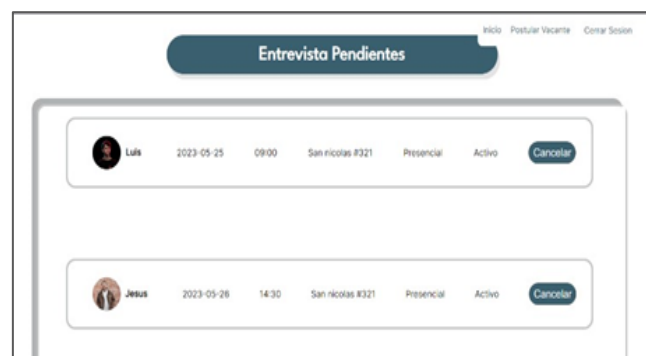 Inicio Postular Vacante Cerrar Sesion
Entrevista Pendientes
Luis 2023-05-25 09:00 San nicolas #321 Presencial Activo Cancelar
Jesus 2023-05-26 14:30 San nicolas #321 Presencial Activo Cancelar